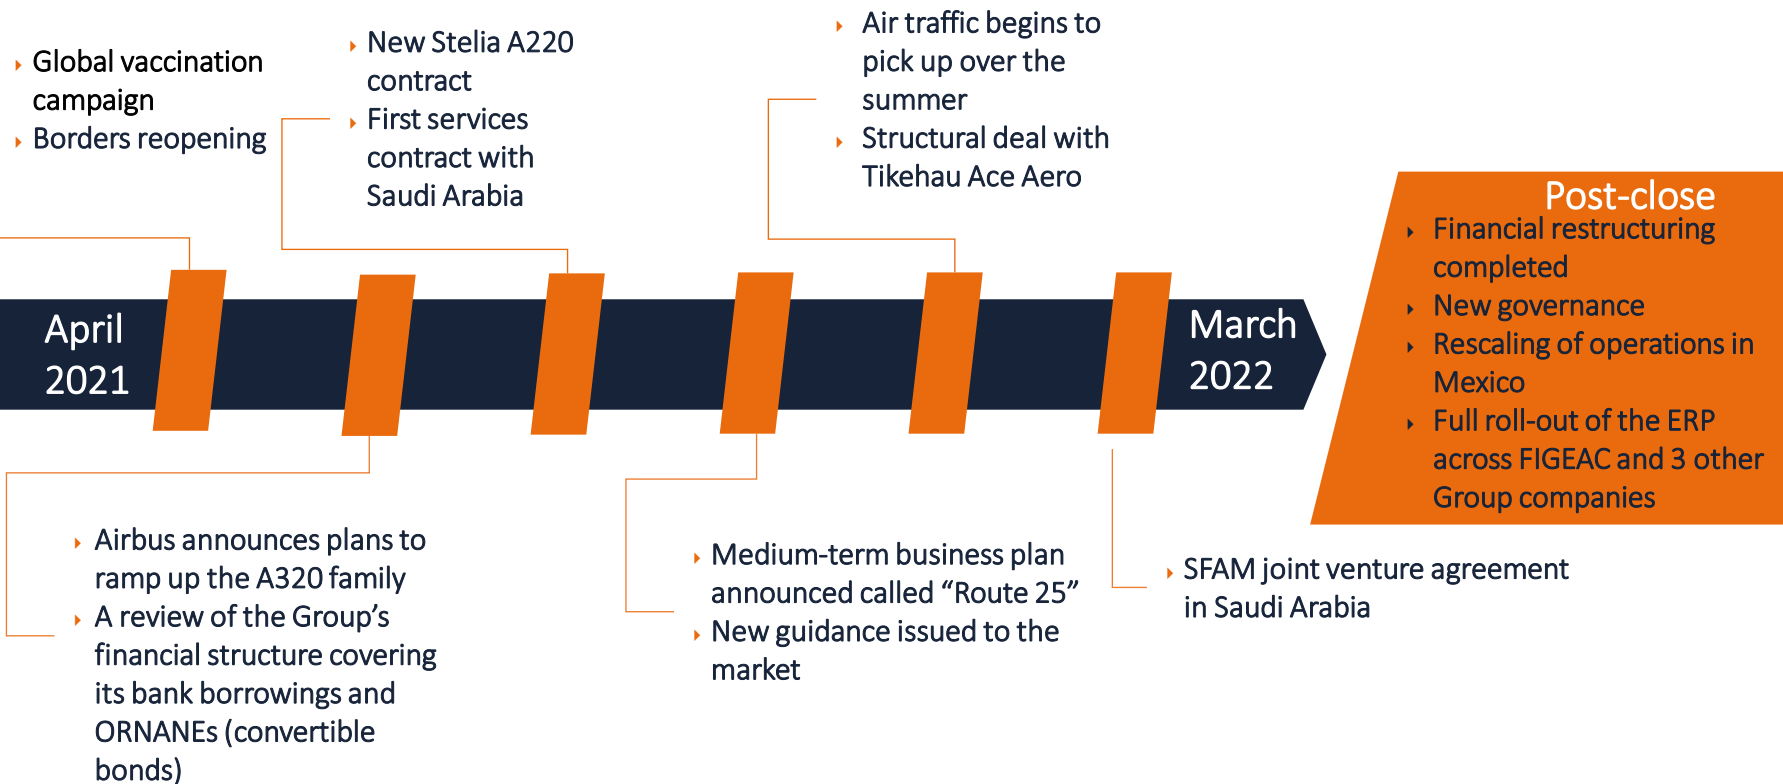 Global vaccination
campaign
Borders reopening
New Stelia A220
contract
First services
contract with
Saudi Arabia
Air traffic begins to
pick up over the
summer
Structural deal with
Tikehau Ace Aero
April
2021
March
2022
Post-close
Financial restructuring
completed
New governance
Rescaling of operations in
Mexico
Full roll-out of the ERP
across FIGEAC and 3 other
Group companies
Airbus announces plans to
ramp up the A320 family
A review of the Group’s
financial structure covering
its bank borrowings and
ORNANEs (convertible
bonds)
Medium-term business plan
announced called “Route 25”
New guidance issued to the
market
SFAM joint venture agreement
in Saudi Arabia